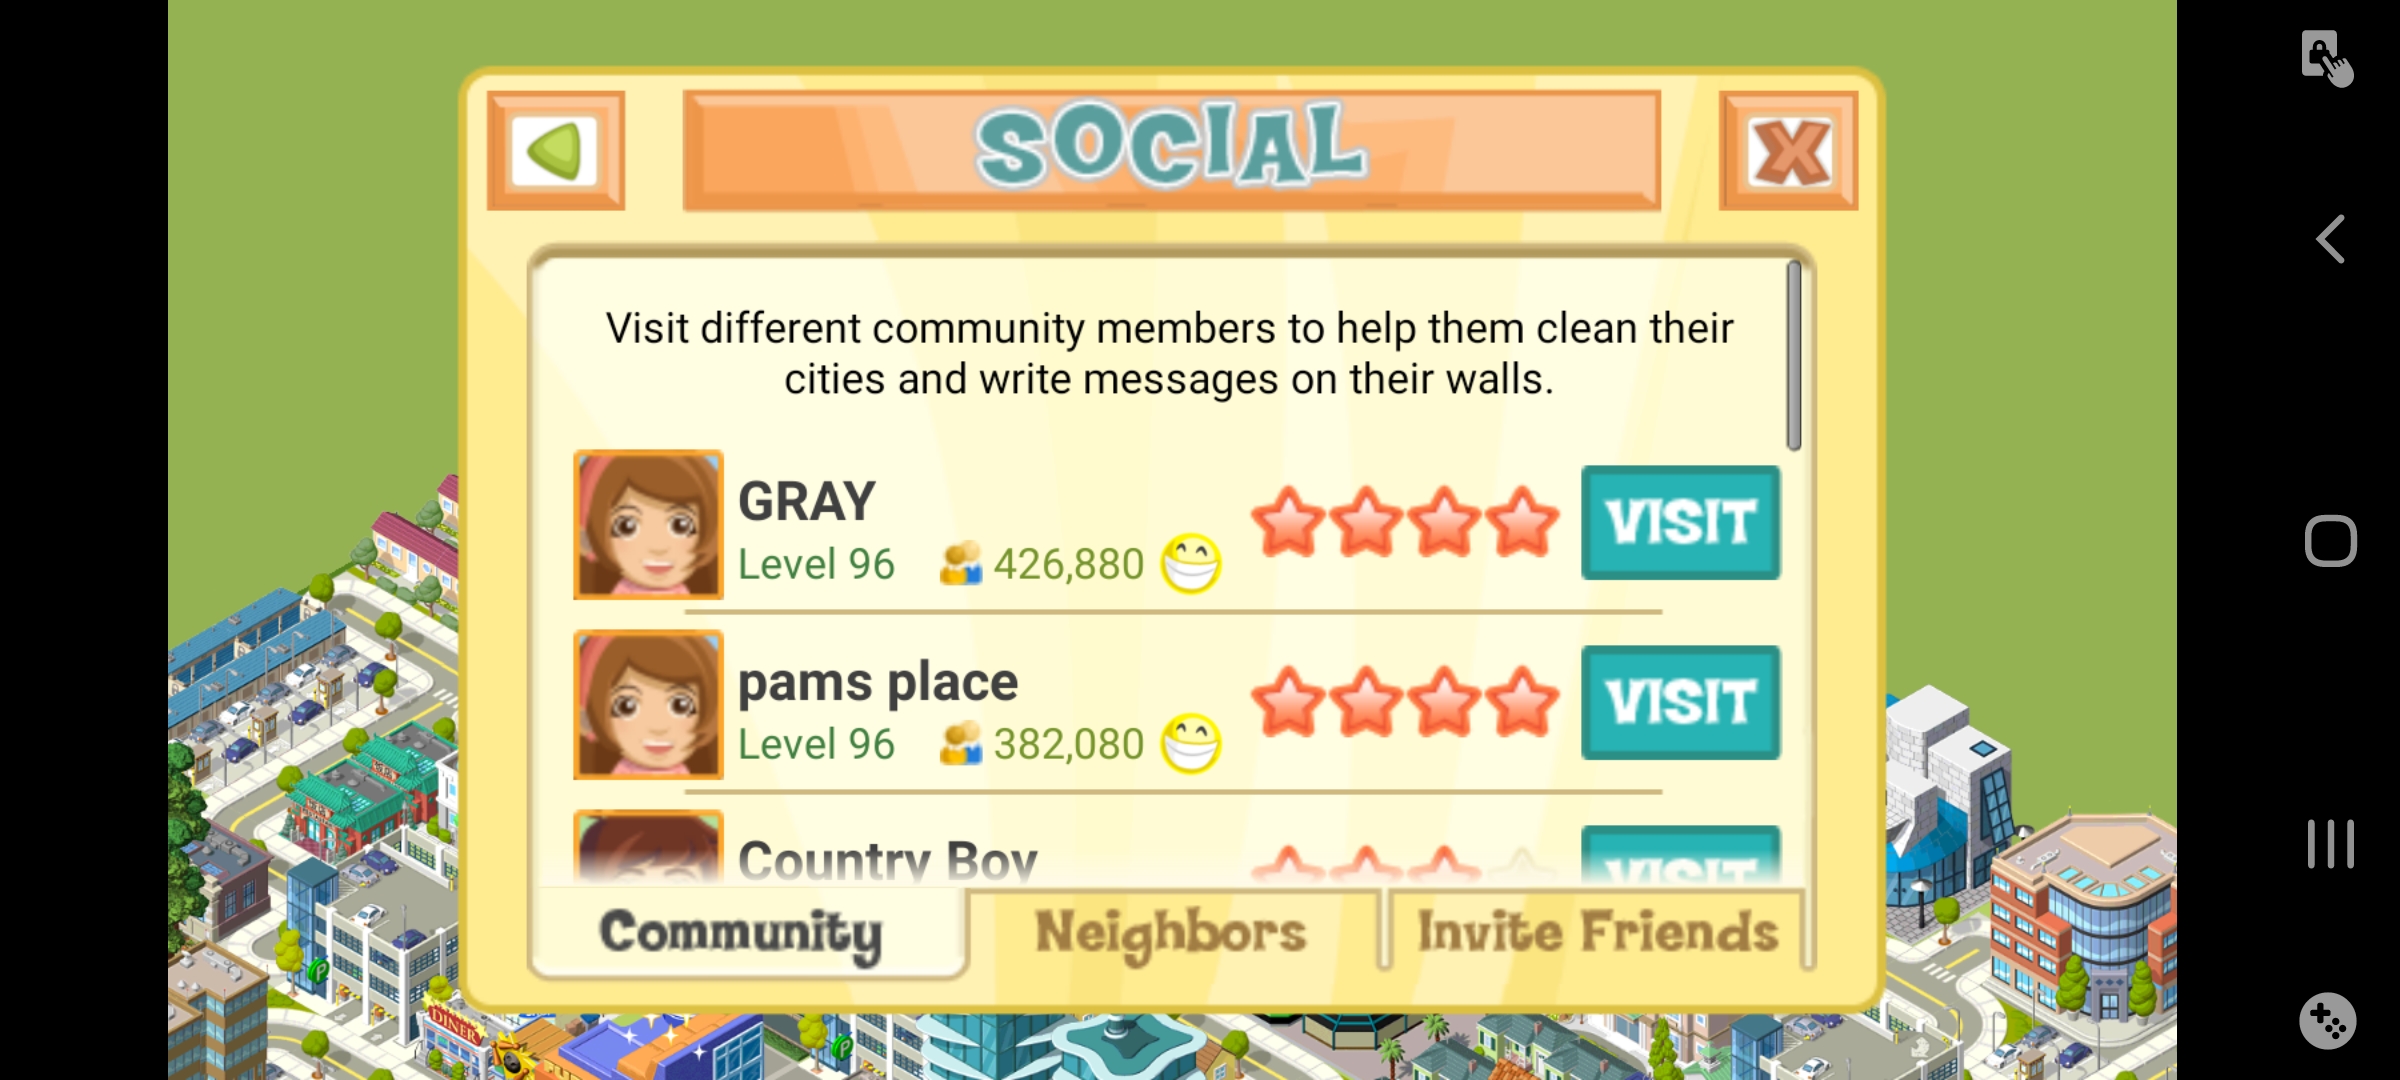 SOCIAL
Visit different community members to help them clean their
cities and write messages on their walls.
GRAY
Level 96 426,880
VISIT
pams place
Level 96 382,080
VISIT
Country Boy
VISIT
Community Neighbors Invite Friends
DINER